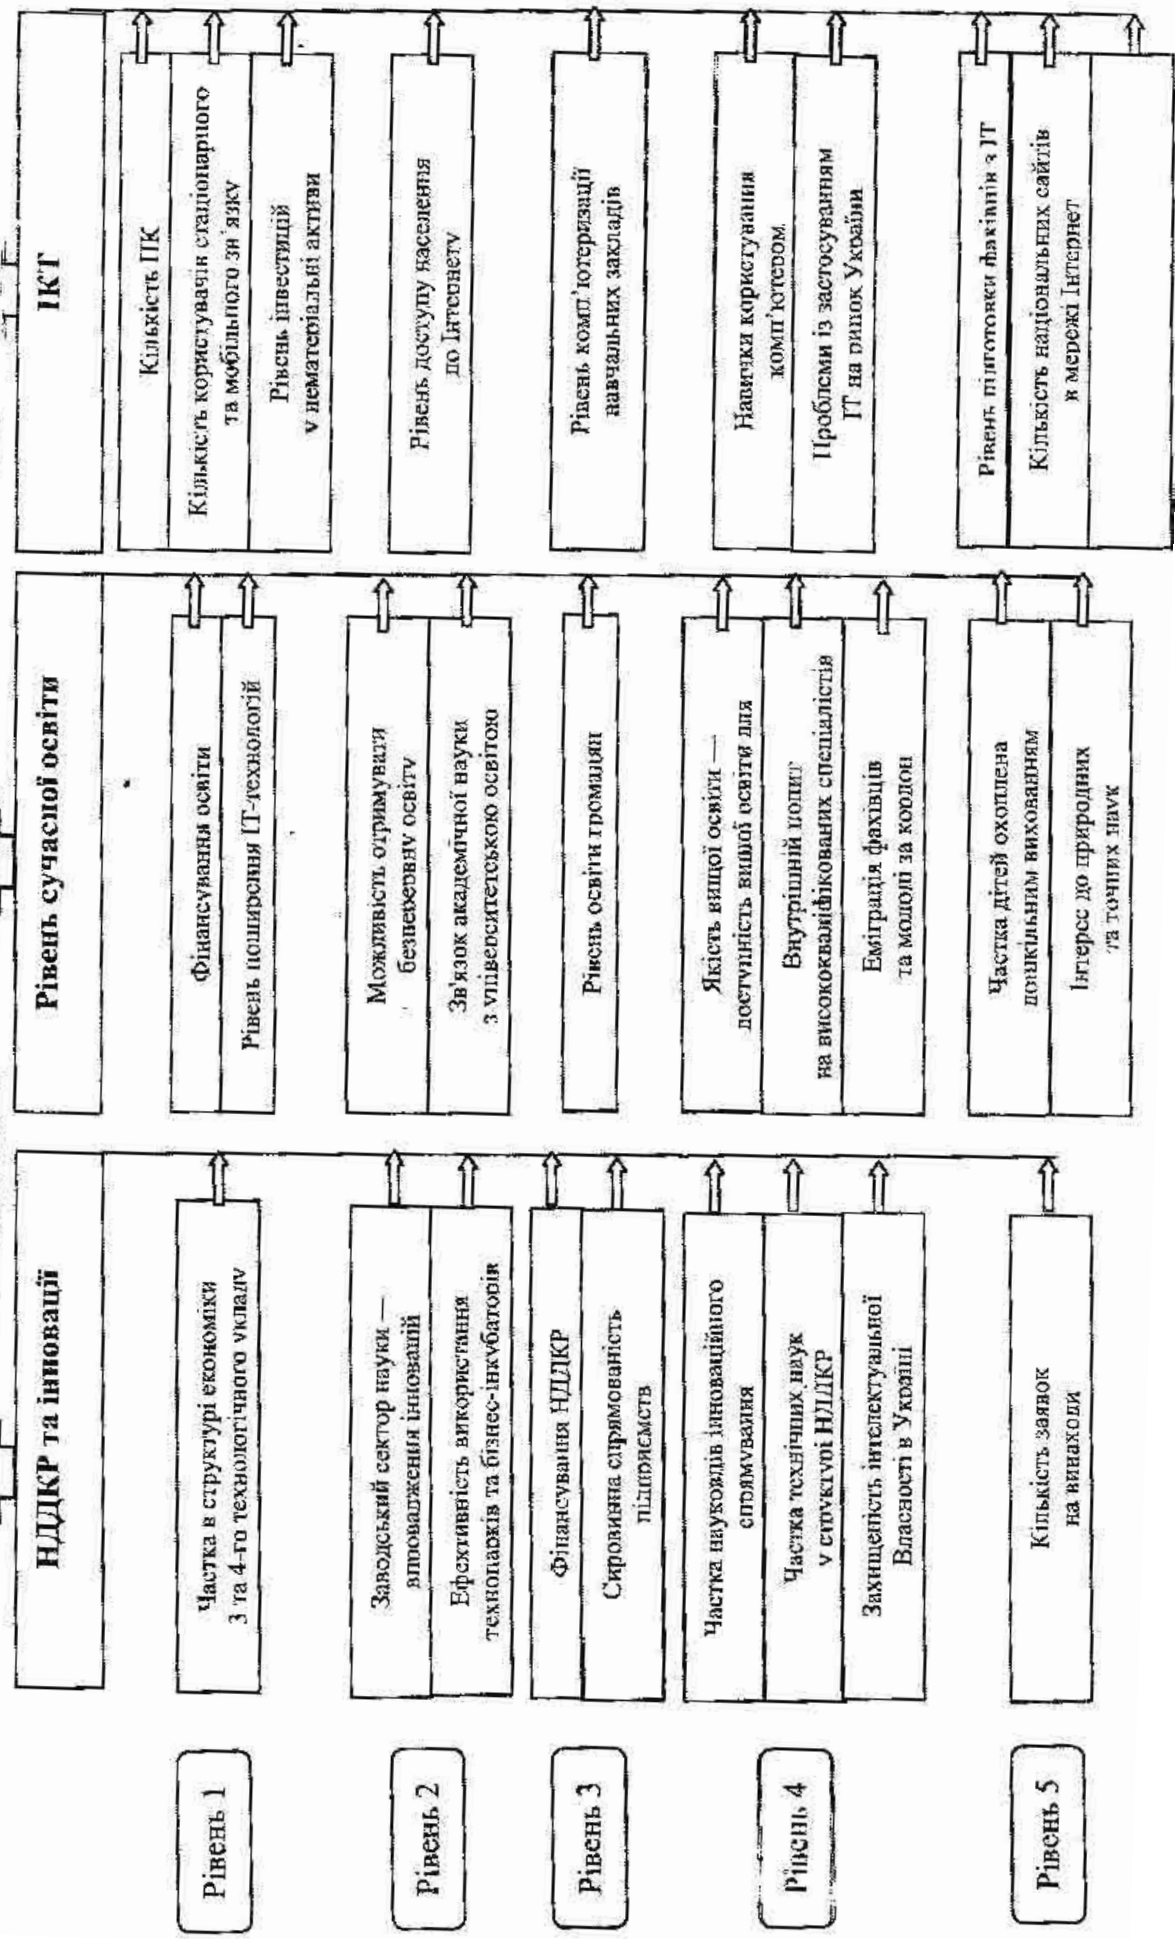 НДДКР та інновації
Рівень сучасної освіти
ІКТ
Рівень 1
Частка в структурі економіки
3 та 4-го технологічного укладу
Фінансування освіти
Рівень поширення ІТ-технологій
Кількість ПК
Кількість користувачів стаціонарного
та мобільного зв'язку
Рівень інвестицій
у нематеріальні активи
Рівень 2
Заводський сектор науки —
впровадження інновацій
Ефективність використання
технопарків та бізнес-інкубаторів
Можливість отримувати
безперервну освіту
Зв'язок академічної науки
з університетською освітою
Рівень доступу населення
до Інтернету
Рівень 3
Фінансування НДДКР
Сировинна спрямованість
підприємств
Рівень освіти громадян
Рівень комп'ютеризації
навчальних закладів
Рівень 4
Частка науковців інноваційного
спрямування
Частка технічних наук
у структурі НДДКР
Захищеність інтелектуальної
Власності в Україні
Якість вищої освіти —
доступність вищої освіти для
Внутрішній попит
на висококваліфікованих спеціалістів
Еміграція фахівців
та молоді за кордон
Навички користування
комп'ютером
Проблеми із застосуванням
ІТ на ринок України
Рівень 5
Кількість заявок
на винаходи
Частка дітей охоплена
дошкільним вихованням
Інтерес до природних
та точних наук
Рівень підготовки фахівців з ІТ
Кількість національних сайтів
в мережі Інтернет